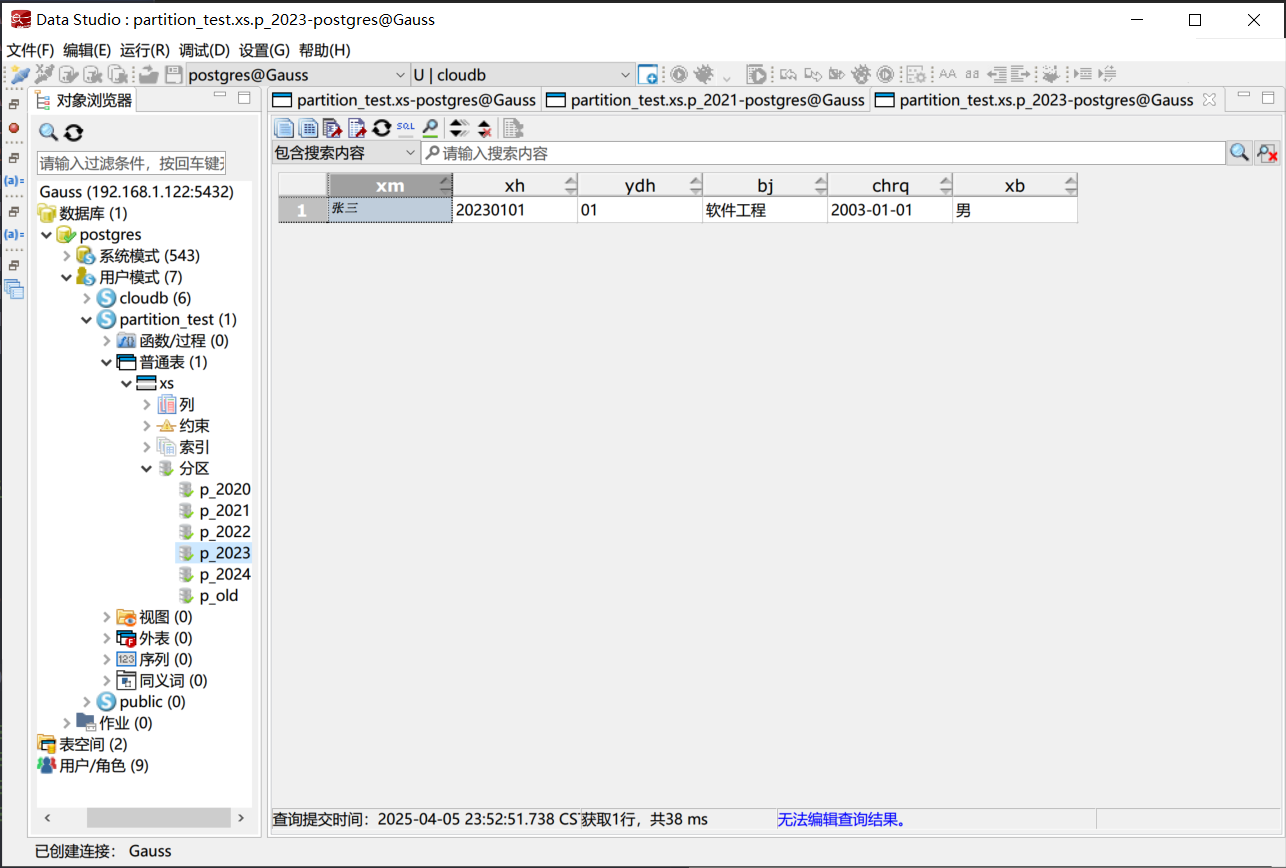 Data Studio : partition_test.xs.p_2023-postgres@Gauss
文件(F) 编辑(E) 运行(R) 调试(D) 设置(G) 帮助(H)
postgres@Gauss
U | cloudb
AA aa
对象浏览器
partition_test.xs-postgres@Gauss
partition_test.xs.p_2021-postgres@Gauss
partition_test.xs.p_2023-postgres@Gauss
SQL
请输入过滤条件，按回车键
包含搜索内容
请输入搜索内容
(a)=
(a)=
Gauss (192.168.1.122:5432)
数据库 (1)
postgres
系统模式 (543)
用户模式 (7)
cloudb (6)
partition_test (1)
函数/过程 (0)
普通表 (1)
xs
列
约束
索引
分区
p_2020
p_2021
p_2022
p_2023
p_2024
p_old
视图 (0)
外表 (0)
123 序列 (0)
同义词 (0)
public (0)
作业 (0)
表空间 (2)
用户/角色 (9)
xm xh ydh bj chrq xb
1 张三 20230101 01 软件工程 2003-01-01 男
查询提交时间： 2025-04-05 23:52:51.738 CS
获取1行，共38 ms
无法编辑查询结果。
已创建连接： Gauss